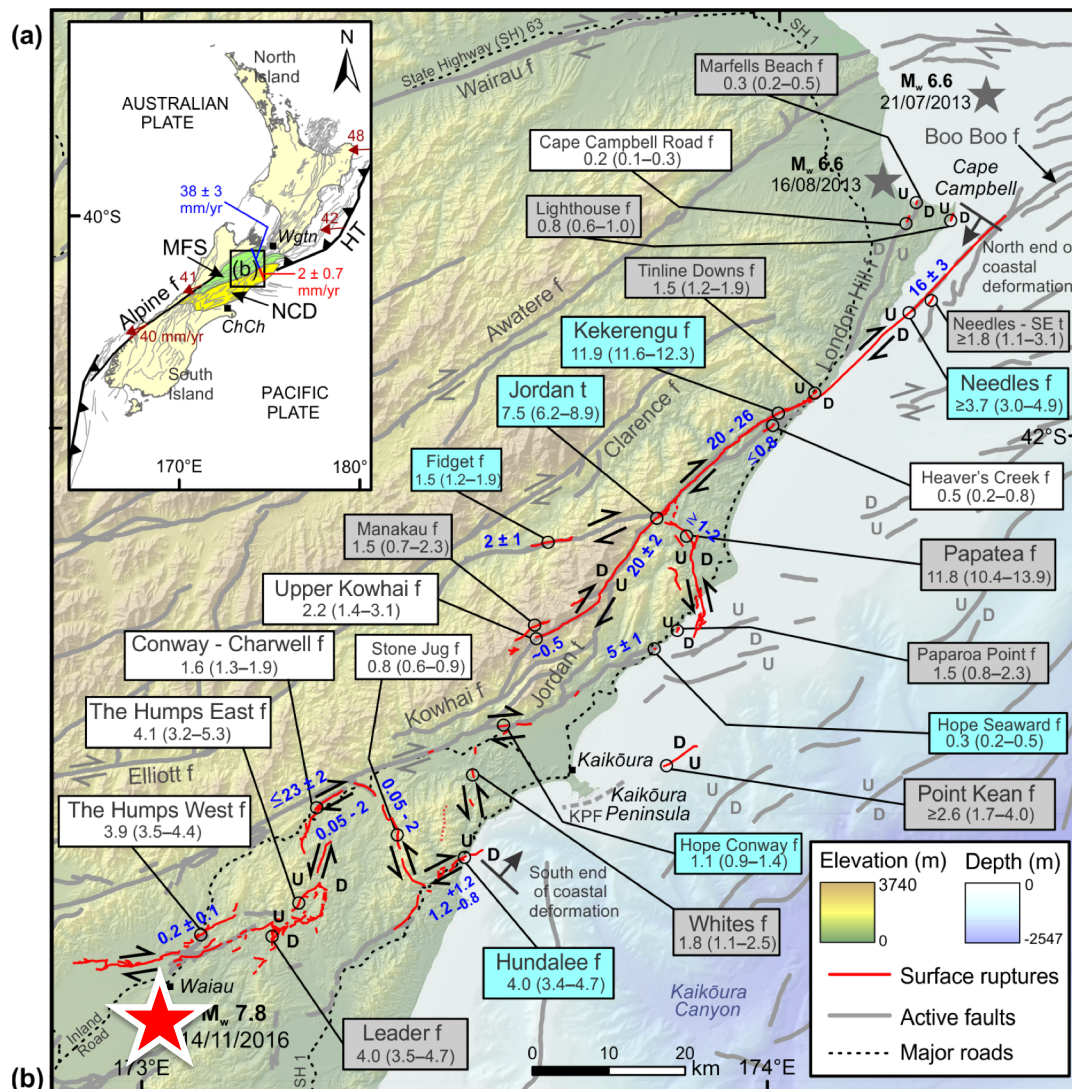 (a)
North
Island
N
AUSTRALIAN
PLATE
48
38 ± 3
mm/yr
40°S
42
Wgtn
HT
MFS
(b)
41
Alpine f
2 ± 0.7
mm/yr
NCD
ChCh
40 mm/yr
South
Island
PACIFIC
PLATE
170°E
180°
State Highway (SH) 63
SH 1
Wairau f
Marfells Beach f
0.3 (0.2–0.5)
Mw 6.6
21/07/2013
Boo Boo f
Cape Campbell Road f
0.2 (0.1–0.3)
Mw 6.6
16/08/2013
Cape
Campbell
Lighthouse f
0.8 (0.6–1.0)
U
D
U
D
D
U
North end of
coastal
deformation
Tinline Downs f
1.5 (1.2–1.9)
London Hill f
16 ± 3
Awatere f
Kekerengu f
11.9 (11.6–12.3)
U
D
Needles - SE t
≥1.8 (1.1–3.1)
Jordan t
7.5 (6.2–8.9)
Needles f
≥3.7 (3.0–4.9)
U
D
Clarence f
20 - 26
≤0.8
42°S
Fidget f
1.5 (1.2–1.9)
Heaver's Creek f
0.5 (0.2–0.8)
D
D
U
Manakau f
1.5 (0.7–2.3)
2 ± 1
≥ 1-2
20 ± 2
U
D
Papatea f
11.8 (10.4–13.9)
Upper Kowhai f
2.2 (1.4–3.1)
D
U
Conway - Charwell f
1.6 (1.3–1.9)
Stone Jug f
0.8 (0.6–0.9)
~0.5
Jordan t
5 ± 1
U
D
U
U
D
D
U
Paparoa Point f
1.5 (0.8–2.3)
The Humps East f
4.1 (3.2–5.3)
Kowhai f
Hope Seaward f
0.3 (0.2–0.5)
Elliott f
Kaikōura
D
U
U
D
U
D
The Humps West f
3.9 (3.5–4.4)
≤23 ± 2
0.05 - 2
0.05 - 2
KPF
Kaikōura
Peninsula
Point Kean f
≥2.6 (1.7–4.0)
Hope Conway f
1.1 (0.9–1.4)
U
D
South end
of coastal
deformation
1.2 +1.2 -0.8
U
D
U
D
0.2 ± 0.1
Whites f
1.8 (1.1–2.5)
Hundalee f
4.0 (3.4–4.7)
Waiau
Mw 7.8
14/11/2016
Leader f
4.0 (3.5–4.7)
Inland
Road
SH 1
Kaikōura
Canyon
Elevation (m)
3740
0
Depth (m)
0
-2547
Surface ruptures
Active faults
Major roads
0
10
20
km
173°E
174°E
(b)